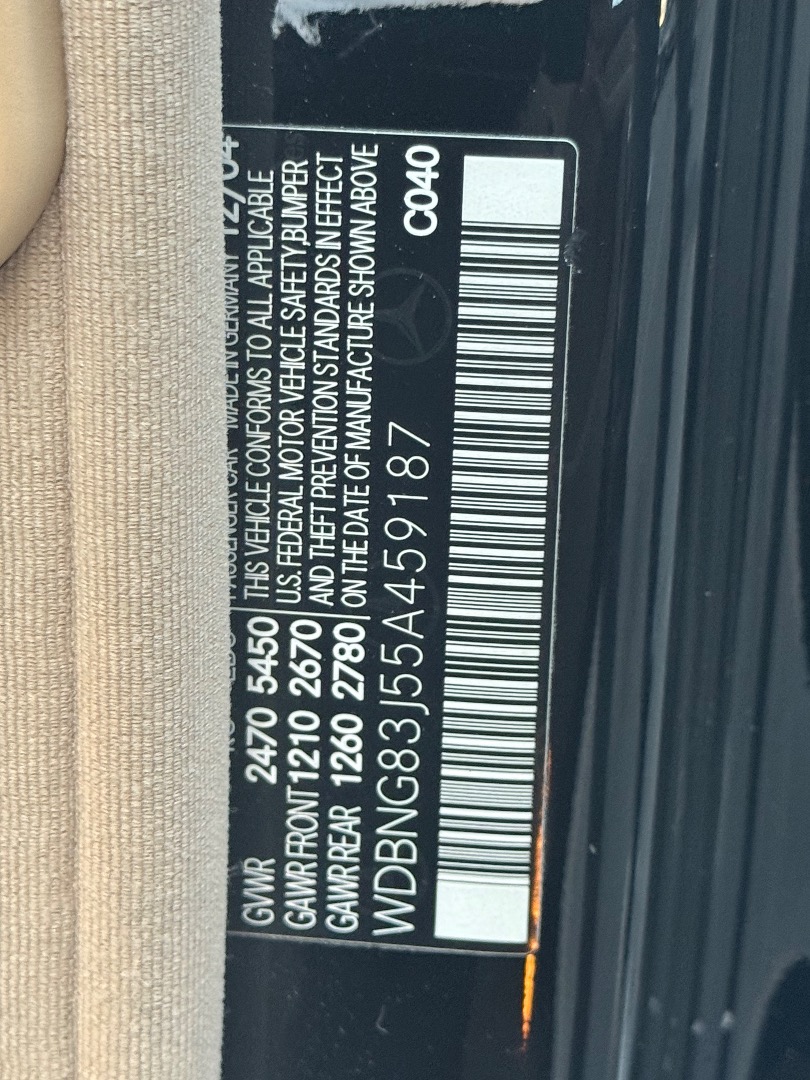 PASSENGER CAR MADE IN GERMANY 12/04
GVWR 2470 5450
GAWR FRONT 1210 2670
GAWR REAR 1260 2780
THIS VEHICLE CONFORMS TO ALL APPLICABLE
U.S. FEDERAL MOTOR VEHICLE SAFETY,BUMPER
AND THEFT PREVENTION STANDARDS IN EFFECT
ON THE DATE OF MANUFACTURE SHOWN ABOVE
WDBNG83J55A459187
C040